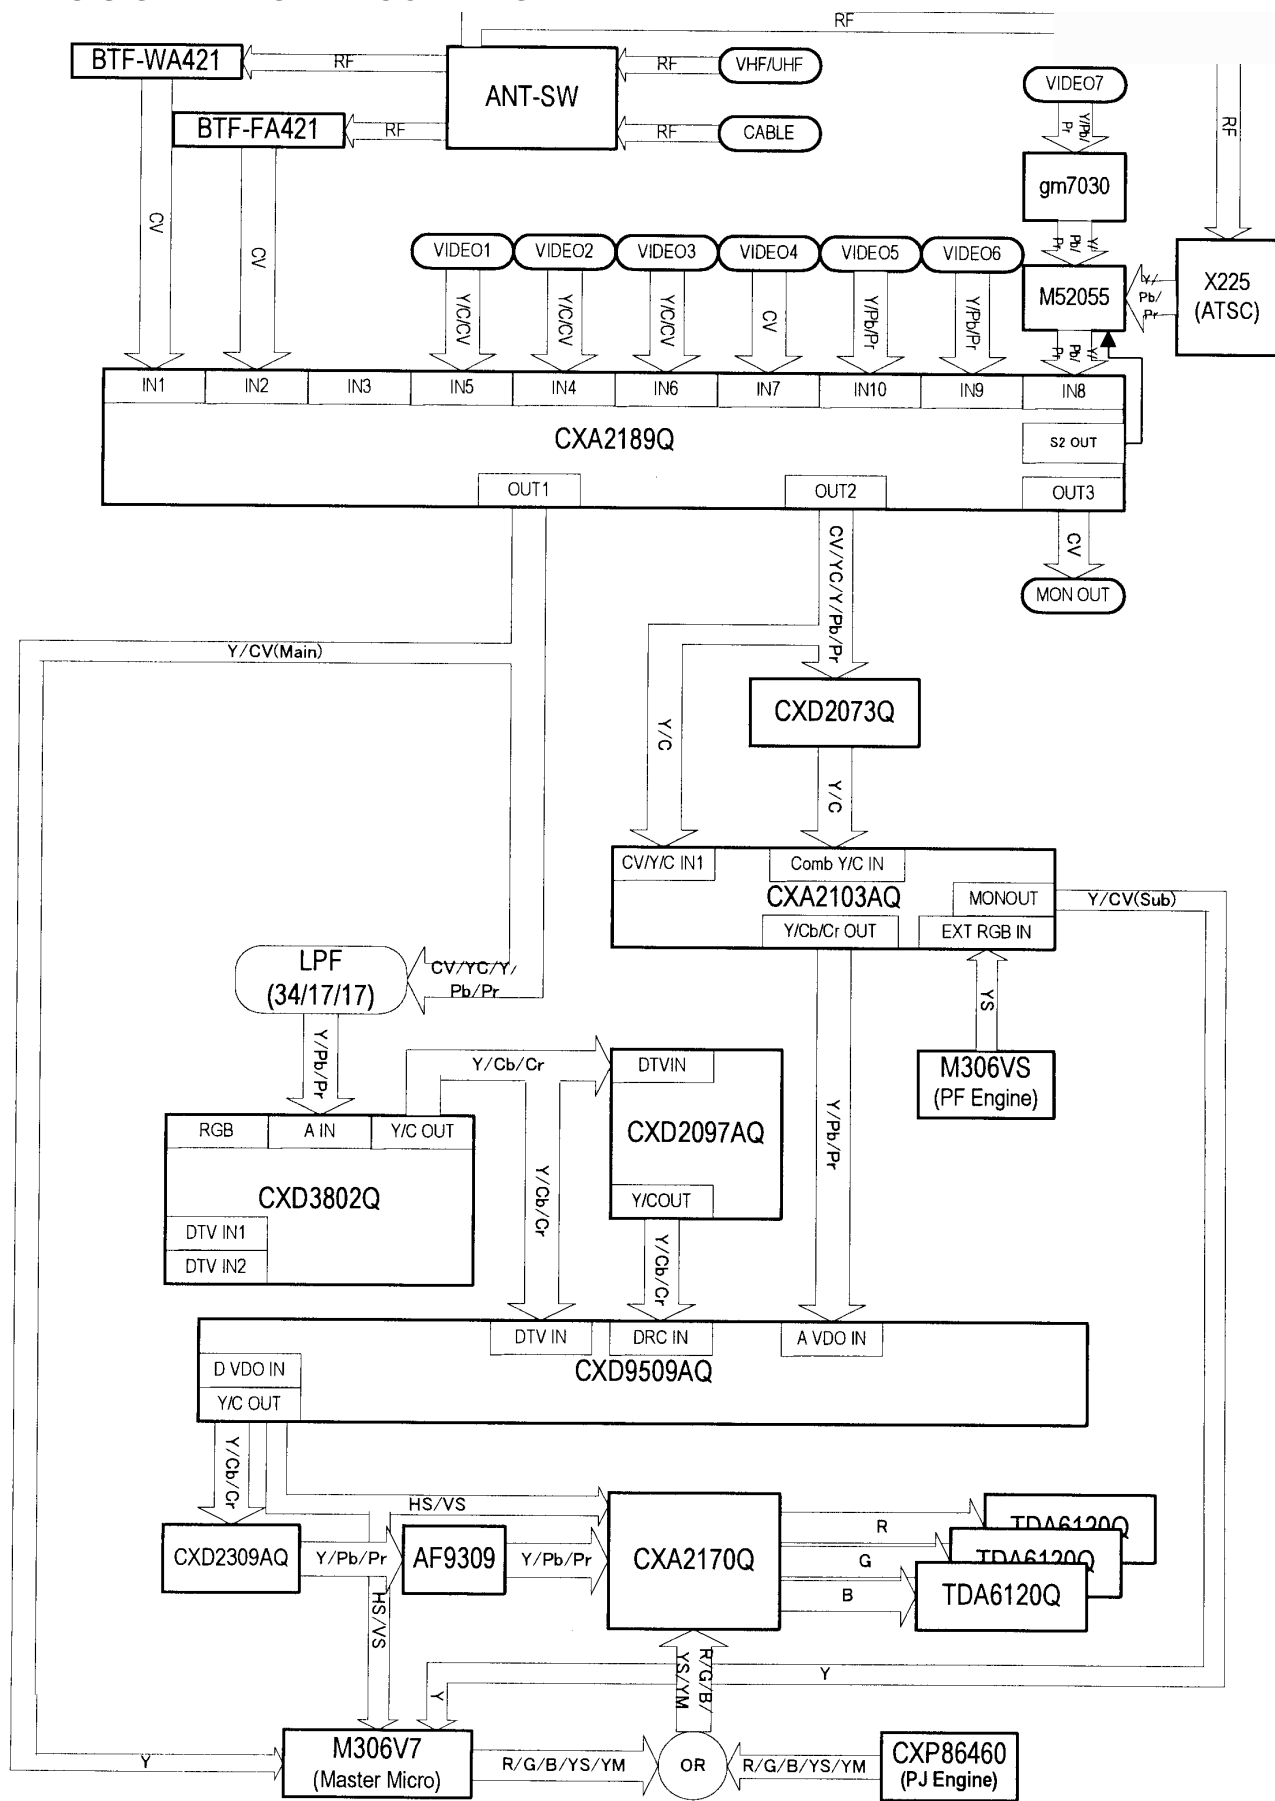 RF
BTF-WA421
RF
ANT-SW
RF
VHF/UHF
VIDEO7
BTF-FA421
RF
RF
CABLE
Y/Pb/
Pr
RF
gm7030
CV
CV
Y/
Pb/
Pr
VIDEO1
VIDEO2
VIDEO3
VIDEO4
VIDEO5
VIDEO6
M52055
Y/
Pb/
Pr
X225
(ATSC)
Y/C/CV
Y/C/CV
Y/C/CV
CV
Y/Pb/Pr
Y/Pb/Pr
Y/
Pb/
Pr
IN1
IN2
IN3
IN5
IN4
IN6
IN7
IN10
IN9
IN8
CXA2189Q
S2 OUT
OUT1
OUT2
OUT3
CV/YC/Y/Pb/Pr
CV
MON OUT
Y/CV(Main)
CXD2073Q
Y/C
Y/C
CV/Y/C IN1
Comb Y/C IN
CXA2103AQ
MONOUT
Y/CV(Sub)
Y/Cb/Cr OUT
EXT RGB IN
LPF
(34/17/17)
CV/YC/Y/
Pb/Pr
YS
Y/Pb/Pr
Y/Cb/Cr
DTVIN
M306VS
(PF Engine)
RGB
A IN
Y/C OUT
CXD2097AQ
Y/Pb/Pr
CXD3802Q
Y/Cb/Cr
Y/COUT
DTV IN1
DTV IN2
Y/Cb/Cr
DTV IN
DRC IN
A VDO IN
D VDO IN
CXD9509AQ
Y/C OUT
Y/Cb/Cr
HS/VS
CXD2309AQ
Y/Pb/Pr
AF9309
Y/Pb/Pr
CXA2170Q
R
TDA6120Q
G
TDA6120Q
B
TDA6120Q
HS/VS
R/G/B/
YS/YM
Y
Y
M306V7
(Master Micro)
Y
R/G/B/YS/YM
OR
R/G/B/YS/YM
CXP86460
(PJ Engine)